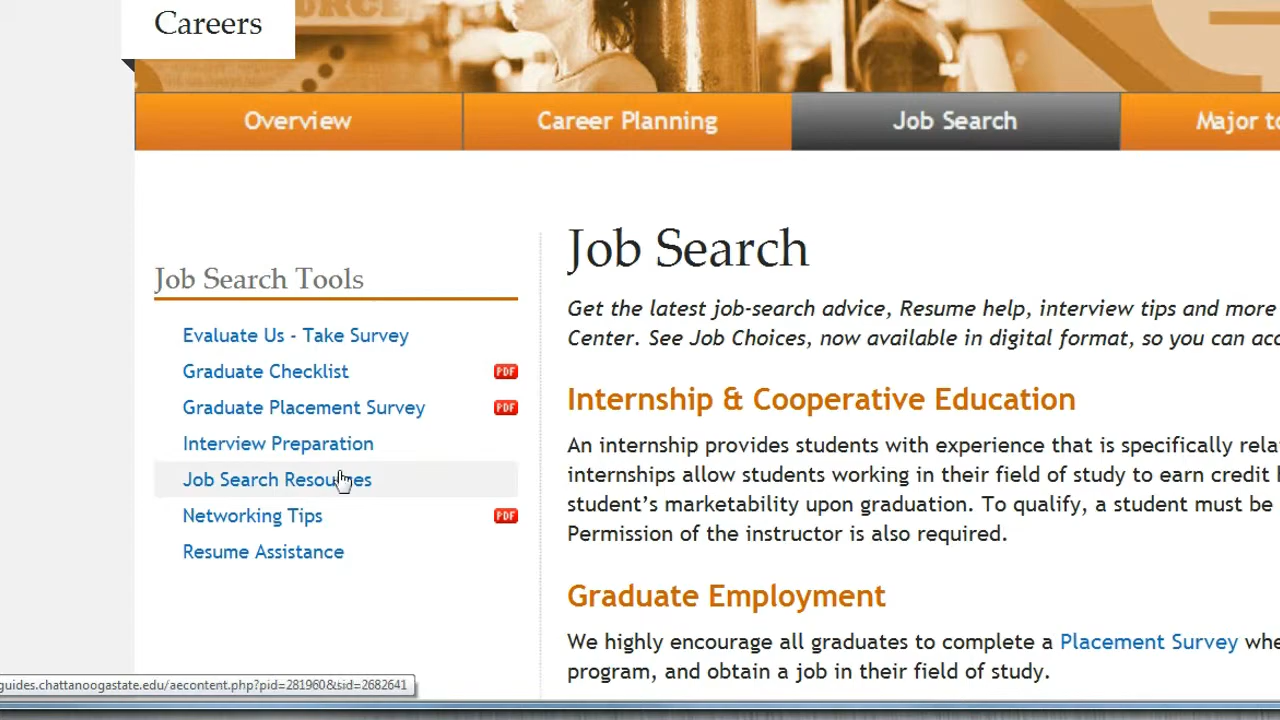 Careers
Overview
Career Planning
Job Search
Major to
Job Search Tools
Evaluate Us - Take Survey
Graduate Checklist PDF
Graduate Placement Survey PDF
Interview Preparation
Job Search Resources
Networking Tips PDF
Resume Assistance
Job Search
Get the latest job-search advice, Resume help, interview tips and more
Center. See Job Choices, now available in digital format, so you can
Internship & Cooperative Education
An internship provides students with experience that is specifically
internships allow students working in their field of study to earn credit
student’s marketability upon graduation. To qualify, a student must be
Permission of the instructor is also required.
Graduate Employment
We highly encourage all graduates to complete a Placement Survey
program, and obtain a job in their field of study.
guides.chattanoogastate.edu/aecontent.php?pid=281960&sid=2682641